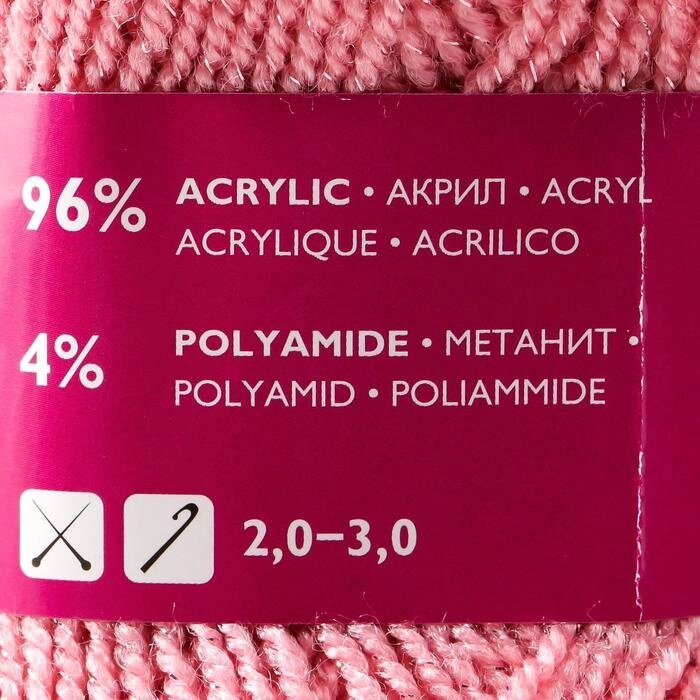 96% ACRYLIC • АКРИЛ • ACRYL
ACRYLIQUE • ACRILICO
4% POLYAMIDE • МЕТАНИТ •
POLYAMID • POLIAMMIDE
2,0–3,0